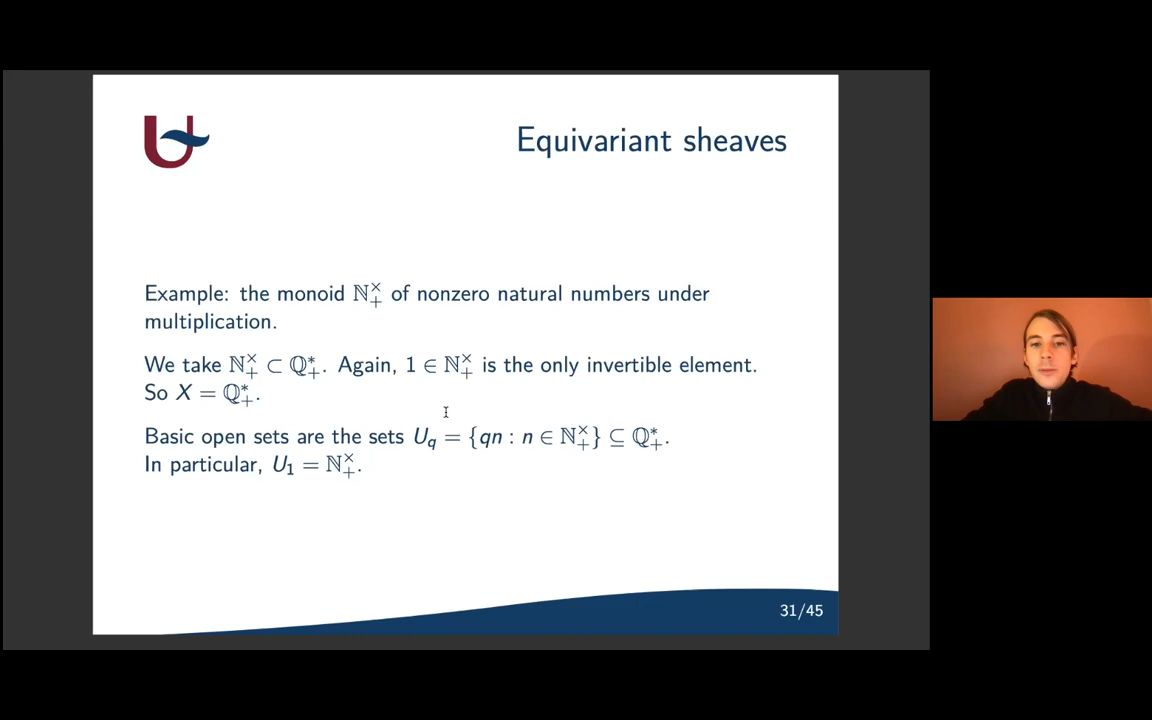 Equivariant sheaves
Example: the monoid ℕ₊ˣ of nonzero natural numbers under
multiplication.
We take ℕ₊ˣ ⊂ ℚ₊*. Again, 1 ∈ ℕ₊ˣ is the only invertible element.
So X = ℚ₊*.
Basic open sets are the sets U_q = {qn : n ∈ ℕ₊ˣ} ⊆ ℚ₊*.
In particular, U₁ = ℕ₊ˣ.
31/45